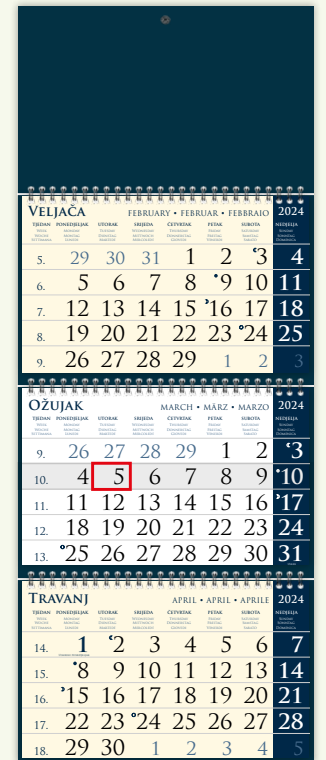 VELJAČA FEBRUARY • FEBRUAR • FEBBRAIO 2024
TJEDAN PONEDJELJAK UTORAK SRIJEDA ČETVRTAK PETAK SUBOTA NEDJELJA
5. 29 30 31 1 2 3 4
6. 5 6 7 8 9 10 11
7. 12 13 14 15 16 17 18
8. 19 20 21 22 23 24 25
9. 26 27 28 29 1 2 3
OŽUJAK MARCH • MÄRZ • MARZO 2024
TJEDAN PONEDJELJAK UTORAK SRIJEDA ČETVRTAK PETAK SUBOTA NEDJELJA
9. 26 27 28 29 1 2 3
10. 4 5 6 7 8 9 10
11. 11 12 13 14 15 16 17
12. 18 19 20 21 22 23 24
13. 25 26 27 28 29 30 31
TRAVANJ APRIL • APRIL • APRILE 2024
TJEDAN PONEDJELJAK UTORAK SRIJEDA ČETVRTAK PETAK SUBOTA NEDJELJA
14. 1 2 3 4 5 6 7
15. 8 9 10 11 12 13 14
16. 15 16 17 18 19 20 21
17. 22 23 24 25 26 27 28
18. 29 30 1 2 3 4 5